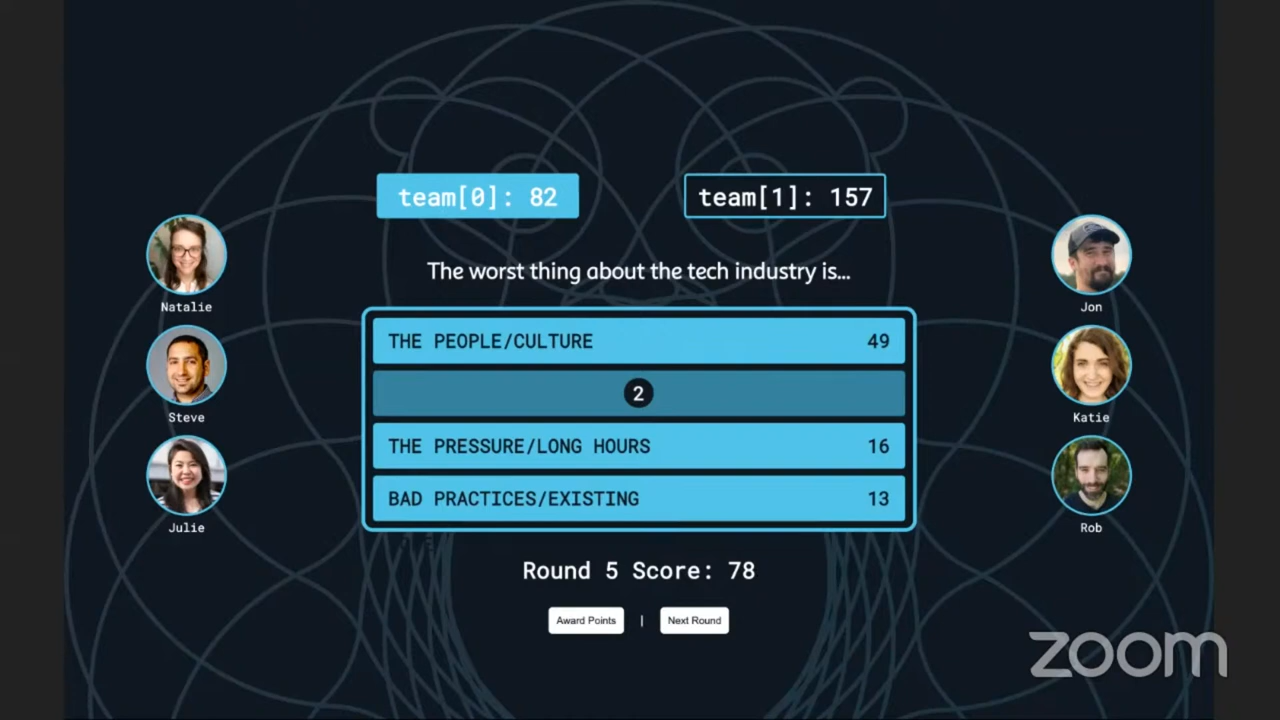 team[0]: 82
team[1]: 157
The worst thing about the tech industry is...
THE PEOPLE/CULTURE 49
2
THE PRESSURE/LONG HOURS 16
BAD PRACTICES/EXISTING 13
Natalie
Steve
Julie
Jon
Katie
Rob
Round 5 Score: 78
Award Points | Next Round
zoom